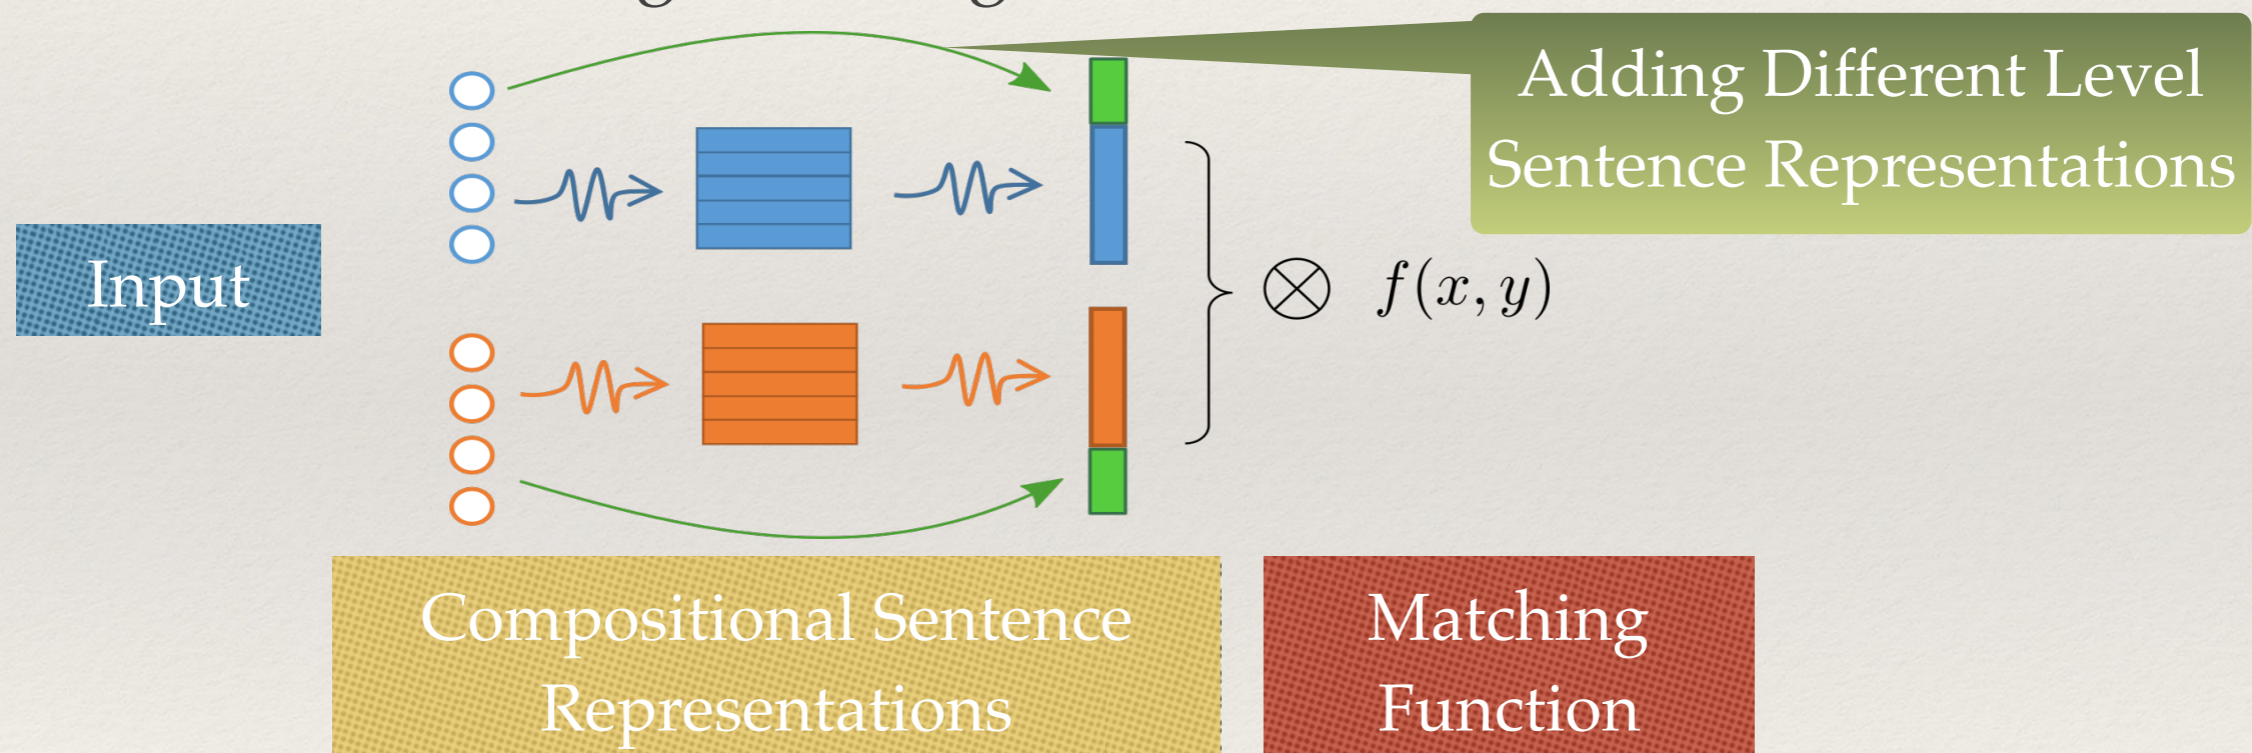 Adding Different Level
Sentence Representations
Input
⊗ f(x, y)
Compositional Sentence
Representations
Matching
Function